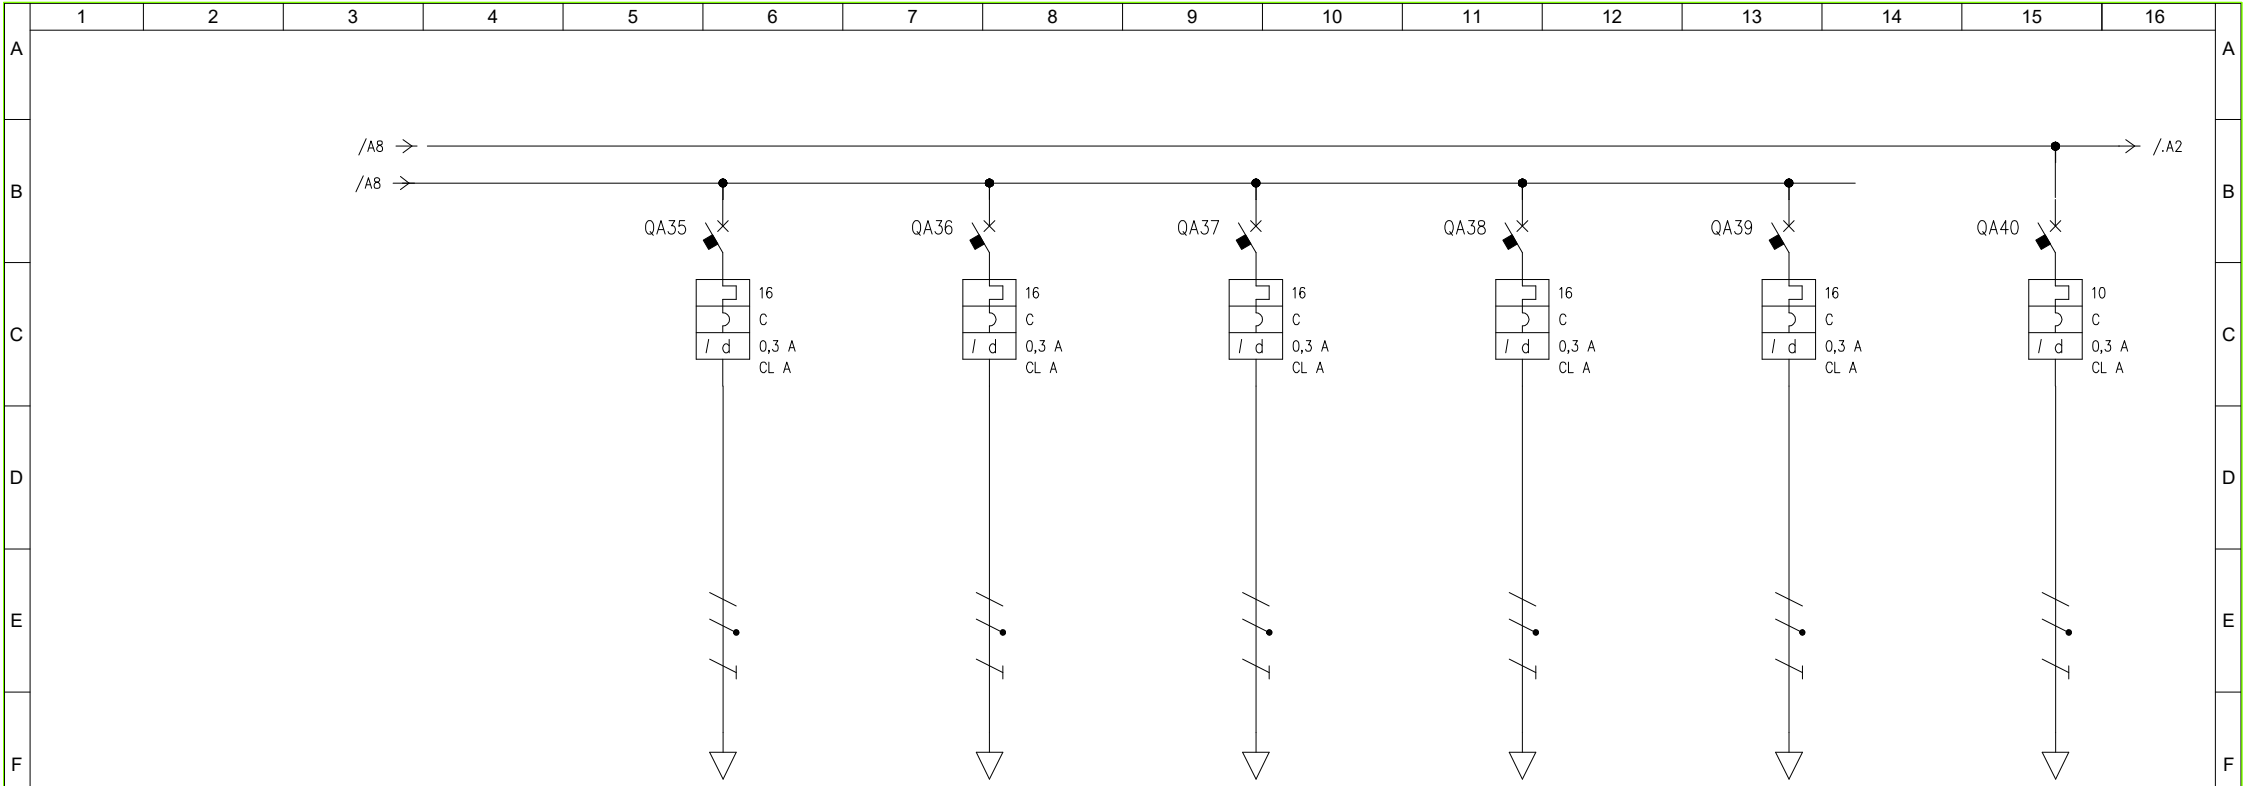 1 2 3 4 5 6 7 8 9 10 11 12 13 14 15 16
A A
/A8 /.A2
/A8
B B
QA35 QA36 QA37 QA38 QA39 QA40
16 16 16 16 16 10
C C C C C C
C C
I d 0,3 A I d 0,3 A I d 0,3 A I d 0,3 A I d 0,3 A I d 0,3 A
CL A CL A CL A CL A CL A CL A
D D
E E
F F